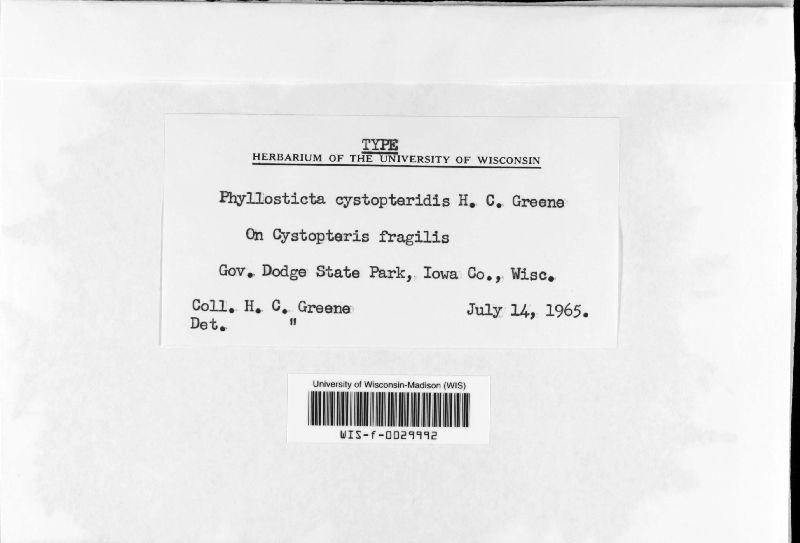 TYPE
HERBARIUM OF THE UNIVERSITY OF WISCONSIN
Phyllosticta cystopteridis H. C. Greene
On Cystopteris fragilis
Gov. Dodge State Park, Iowa Co., Wisc.
Coll. H. C. Greene July 14, 1965.
Det. "
University of Wisconsin-Madison (WIS)
WIS-f-0029992